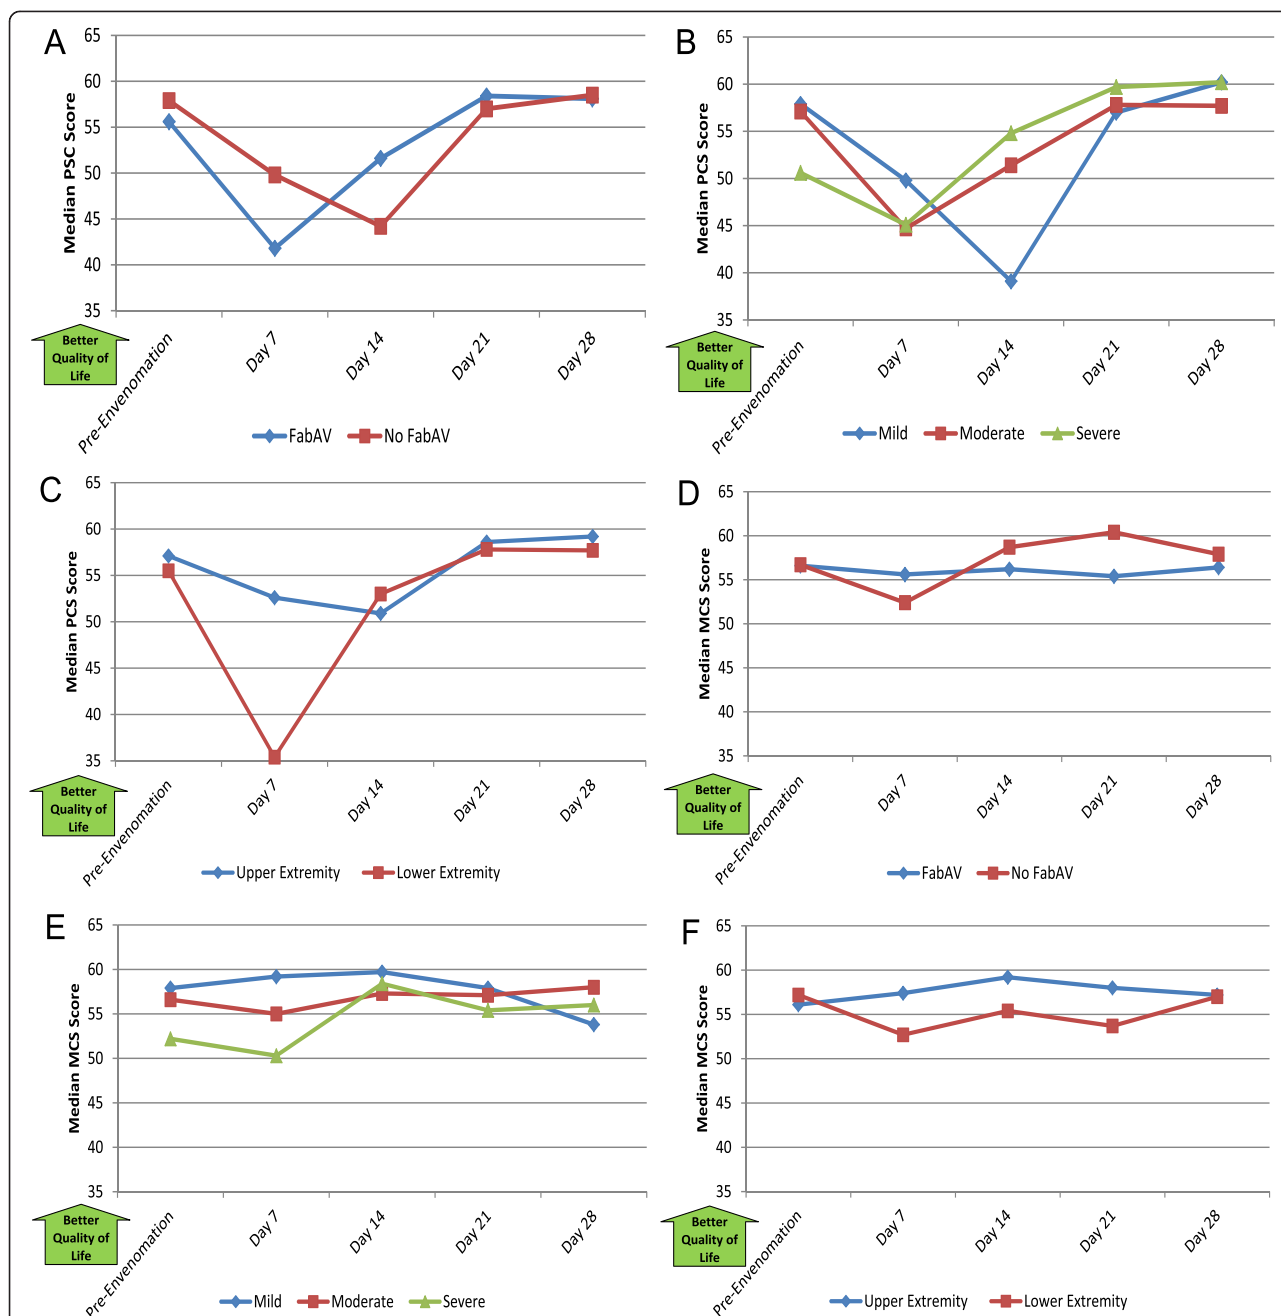 A
Median PSC Score
65
60
55
50
45
40
35
Better
Quality of
Life
Pre-Envenomation
Day 7
Day 14
Day 21
Day 28
FabAV
No FabAV
B
Median PCS Score
65
60
55
50
45
40
35
Better
Quality of
Life
Pre-Envenomation
Day 7
Day 14
Day 21
Day 28
Mild
Moderate
Severe
C
Median PCS Score
65
60
55
50
45
40
35
Better
Quality of
Life
Pre-Envenomation
Day 7
Day 14
Day 21
Day 28
Upper Extremity
Lower Extremity
D
Median MCS Score
65
60
55
50
45
40
35
Better
Quality of
Life
Pre-Envenomation
Day 7
Day 14
Day 21
Day 28
FabAV
No FabAV
E
Median MCS Score
65
60
55
50
45
40
35
Better
Quality of
Life
Pre-Envenomation
Day 7
Day 14
Day 21
Day 28
Mild
Moderate
Severe
F
Median MCS Score
65
60
55
50
45
40
35
Better
Quality of
Life
Pre-Envenomation
Day 7
Day 14
Day 21
Day 28
Upper Extremity
Lower Extremity